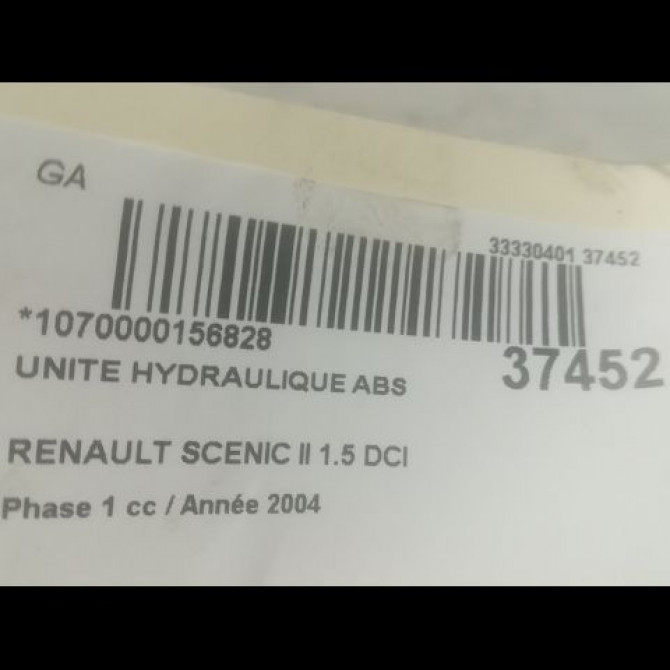 GA
33330401 37452
*1070000156828
37452
UNITE HYDRAULIQUE ABS
RENAULT SCENIC II 1.5 DCI
Phase 1 cc / Année 2004